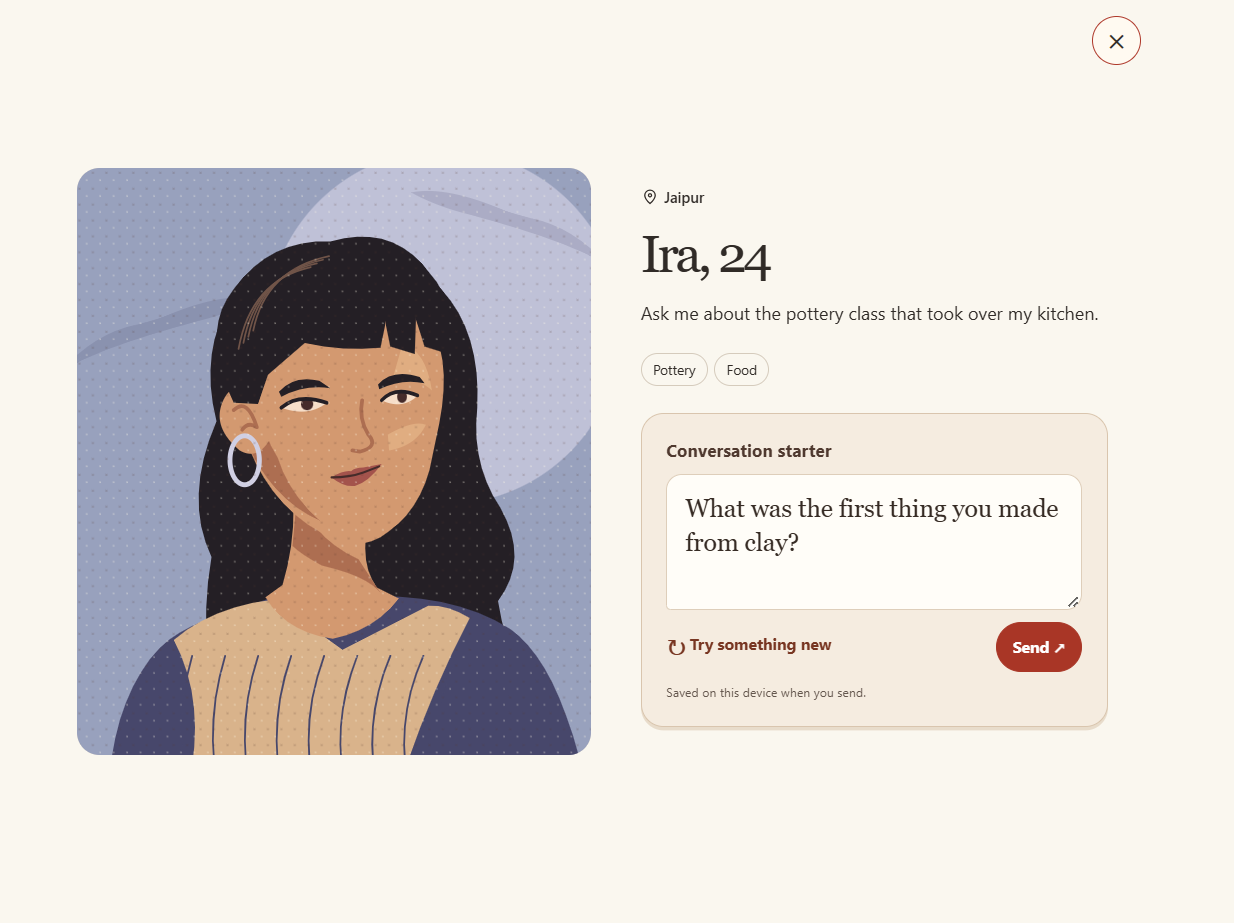 Jaipur
Ira, 24
Ask me about the pottery class that took over my kitchen.
Pottery
Food
Conversation starter
What was the first thing you made
from clay?
Try something new
Send ↗
Saved on this device when you send.